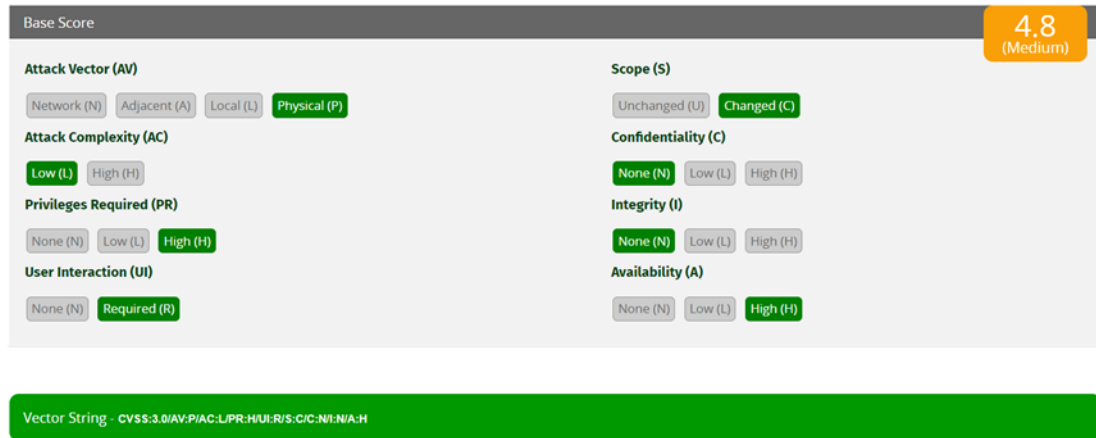 Base Score
4.8
(Medium)
Attack Vector (AV)
Network (N) Adjacent (A) Local (L) Physical (P)
Attack Complexity (AC)
Low (L) High (H)
Privileges Required (PR)
None (N) Low (L) High (H)
User Interaction (UI)
None (N) Required (R)
Scope (S)
Unchanged (U) Changed (C)
Confidentiality (C)
None (N) Low (L) High (H)
Integrity (I)
None (N) Low (L) High (H)
Availability (A)
None (N) Low (L) High (H)
Vector String - CVSS:3.0/AV:P/AC:L/PR:H/UI:R/S:C/C:N/I:N/A:H